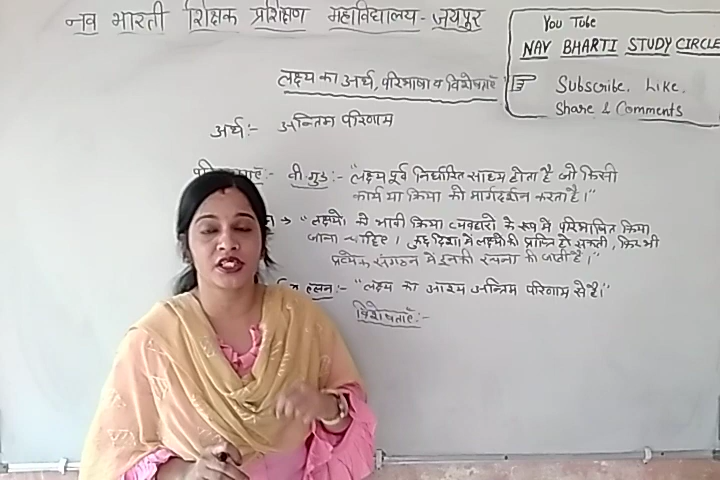 नव भारती शिक्षक प्रशिक्षण महाविद्यालय - जयपुर
You Tobe
NAV BHARTI STUDY CIRCLE
Subscribe. Like.
Share & Comments
लक्ष्य का अर्थ, परिभाषा व विशेषताएँ
अर्थ:- अन्तिम परिणाम
वी. गुड:- "लक्ष्य पूर्व निर्धारित साध्य होता है जो किसी
कार्य या क्रिया को मार्गदर्शन करता है।"
→ "लक्ष्यों को भावी क्रिया व्यवहारो के रूप मे परिभाषित किया
जाना चाहिए। कुछ दिशा मे लक्ष्यो की प्राप्ति हो सकती, फिर भी
प्रत्येक संगठन मे इनकी रचना की जाती है।"
:- "लक्ष्य का आशय अन्तिम परिणाम से है।"
विशेषताएँ:-